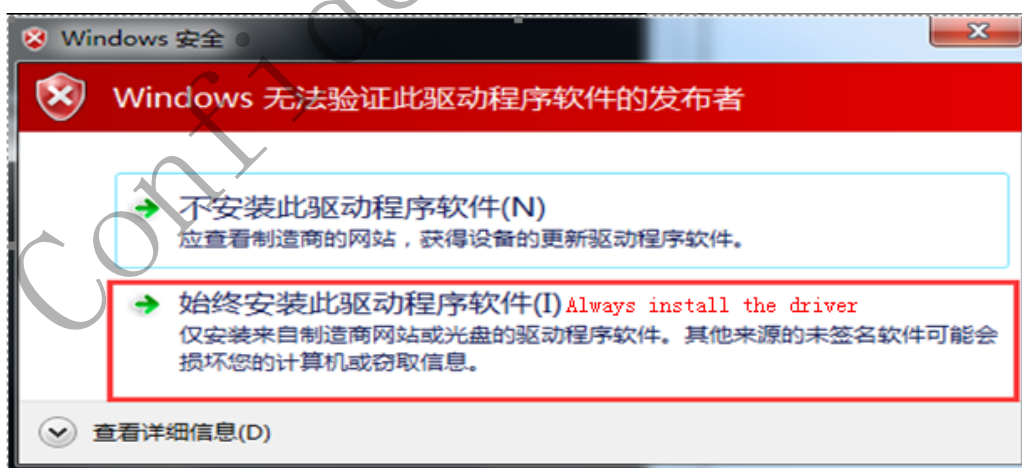 Windows 安全
Windows 无法验证此驱动程序软件的发布者
不安装此驱动程序软件(N)
应查看制造商的网站，获得设备的更新驱动程序软件。
始终安装此驱动程序软件(I) Always install the driver
仅安装来自制造商网站或光盘的驱动程序软件。其他来源的未签名软件可能会
损坏您的计算机或窃取信息。
查看详细信息(D)
Confid